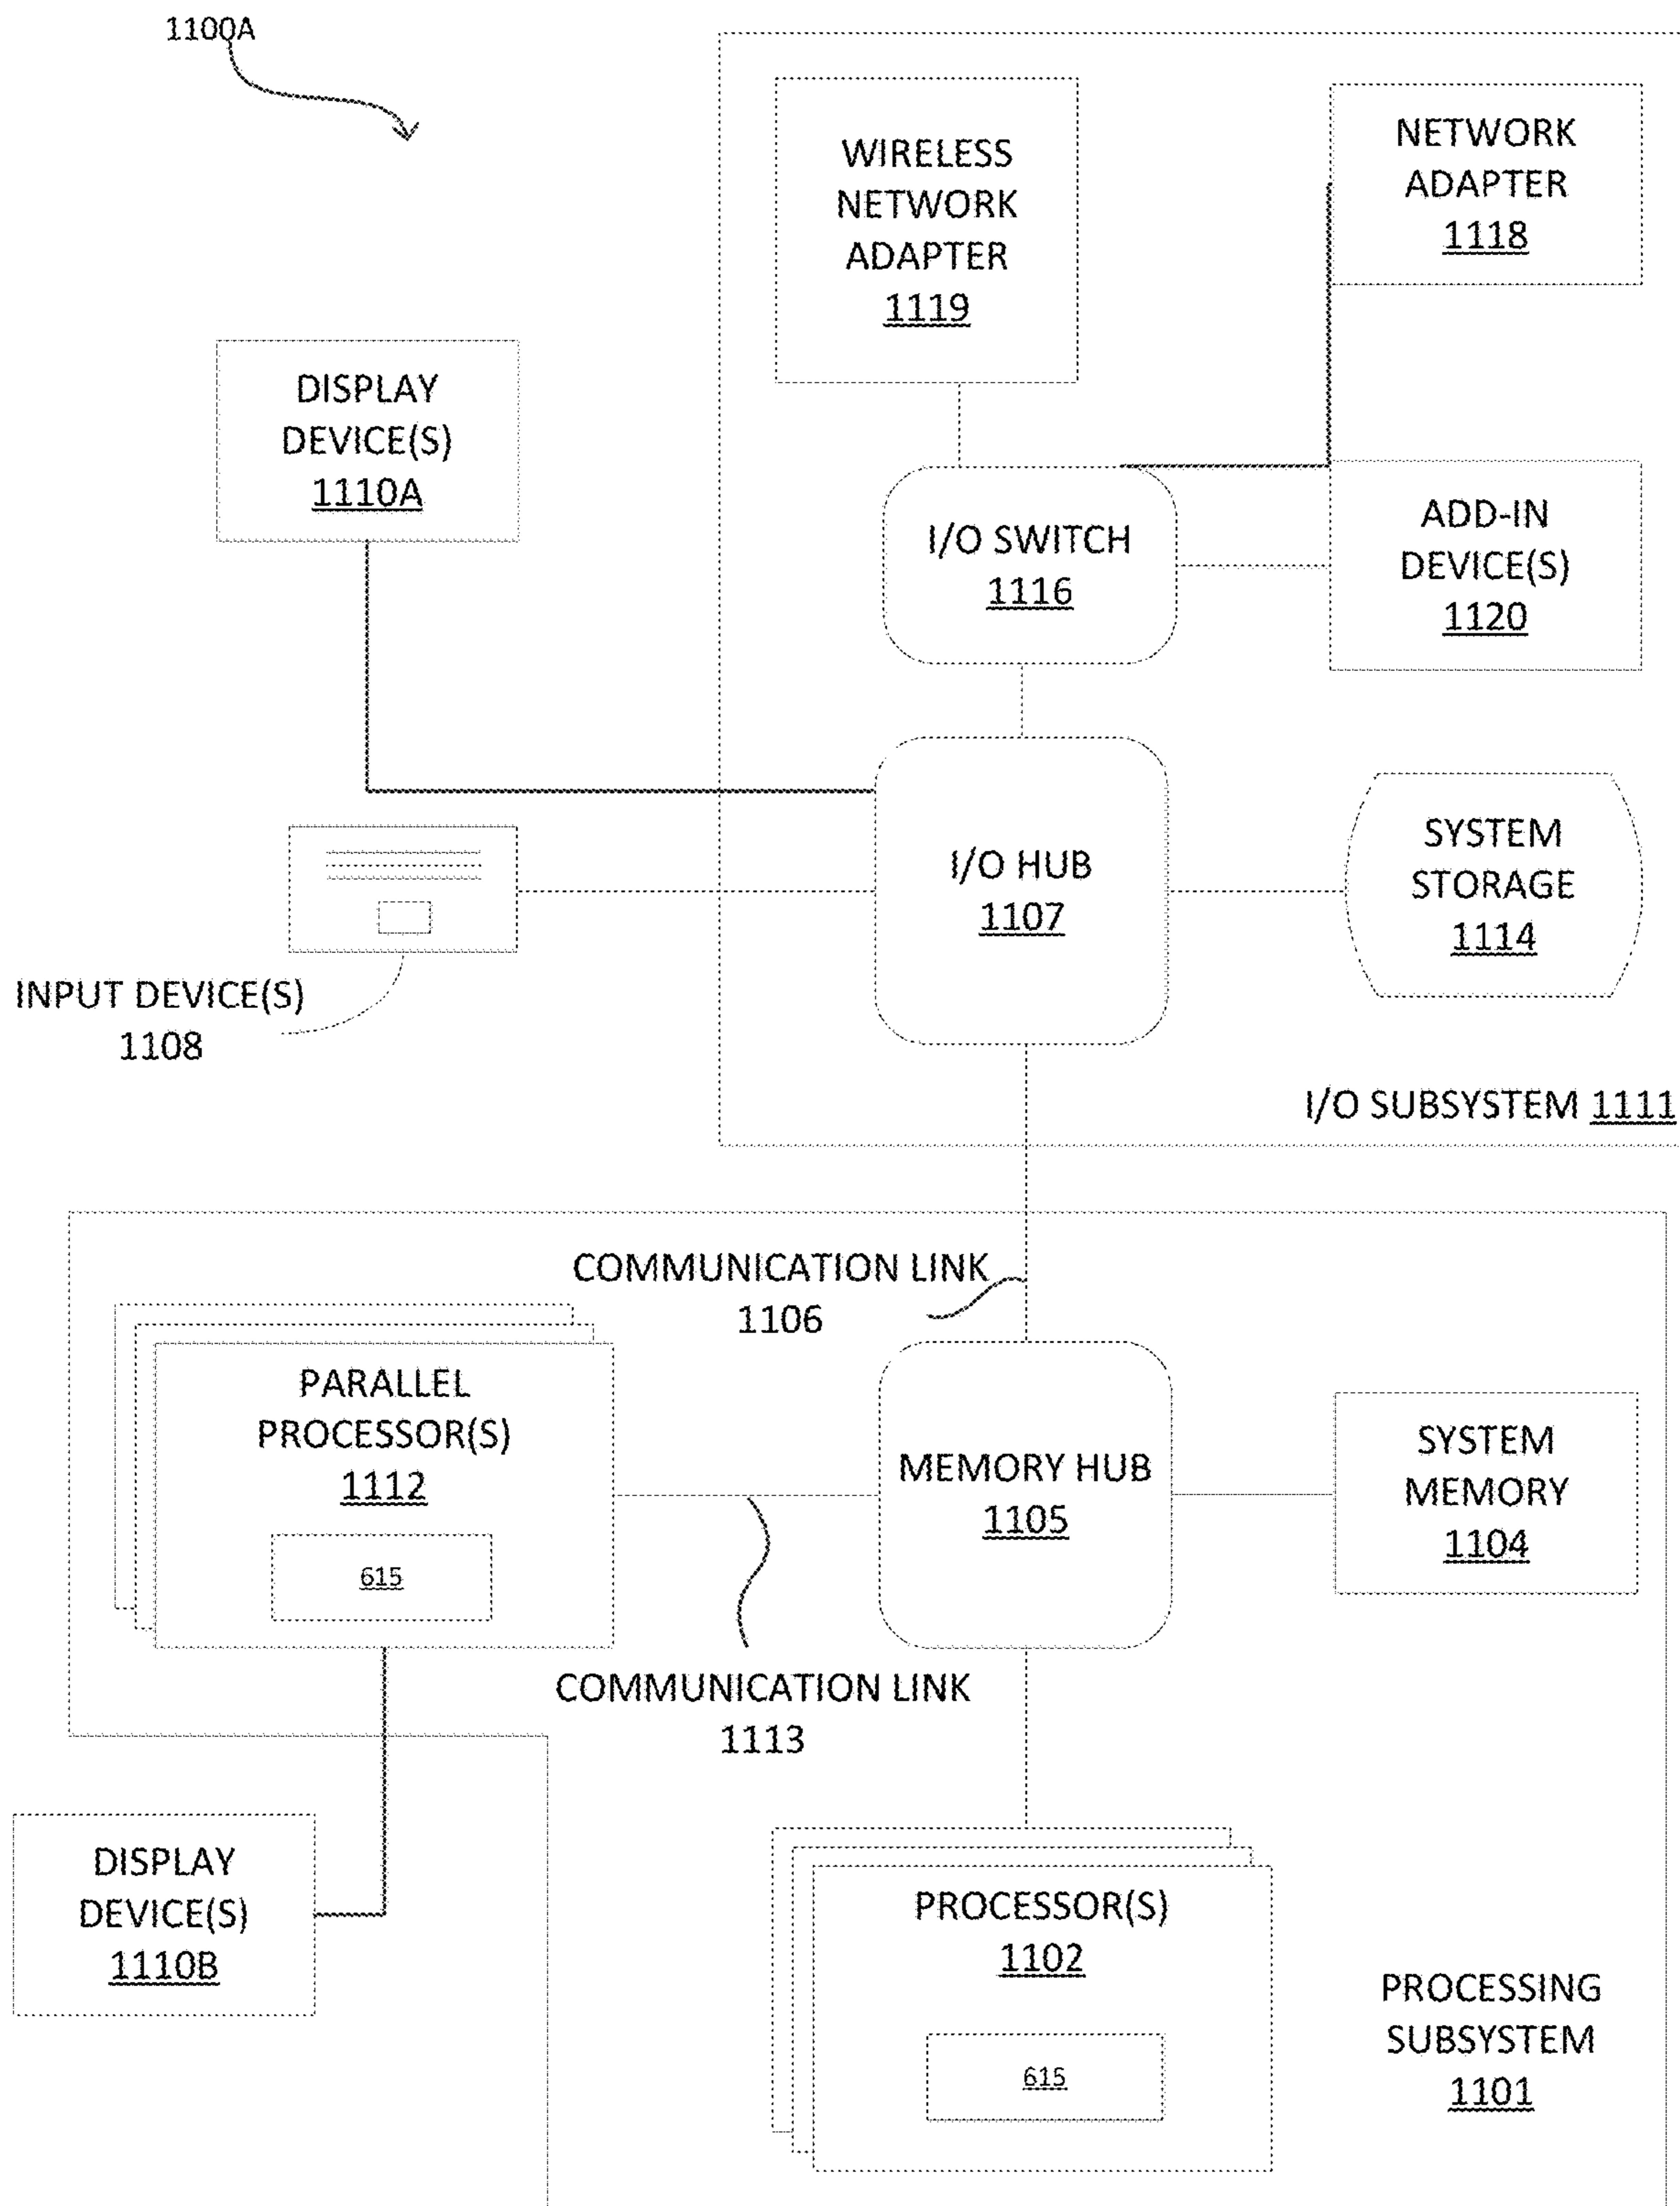 1100A
WIRELESS
NETWORK
ADAPTER
1119
NETWORK
ADAPTER
1118
DISPLAY
DEVICE(S)
1110A
I/O SWITCH
1116
ADD-IN
DEVICE(S)
1120
I/O HUB
1107
SYSTEM
STORAGE
1114
INPUT DEVICE(S)
1108
I/O SUBSYSTEM 1111
COMMUNICATION LINK
1106
PARALLEL
PROCESSOR(S)
1112
615
MEMORY HUB
1105
SYSTEM
MEMORY
1104
COMMUNICATION LINK
1113
DISPLAY
DEVICE(S)
1110B
PROCESSOR(S)
1102
615
PROCESSING
SUBSYSTEM
1101